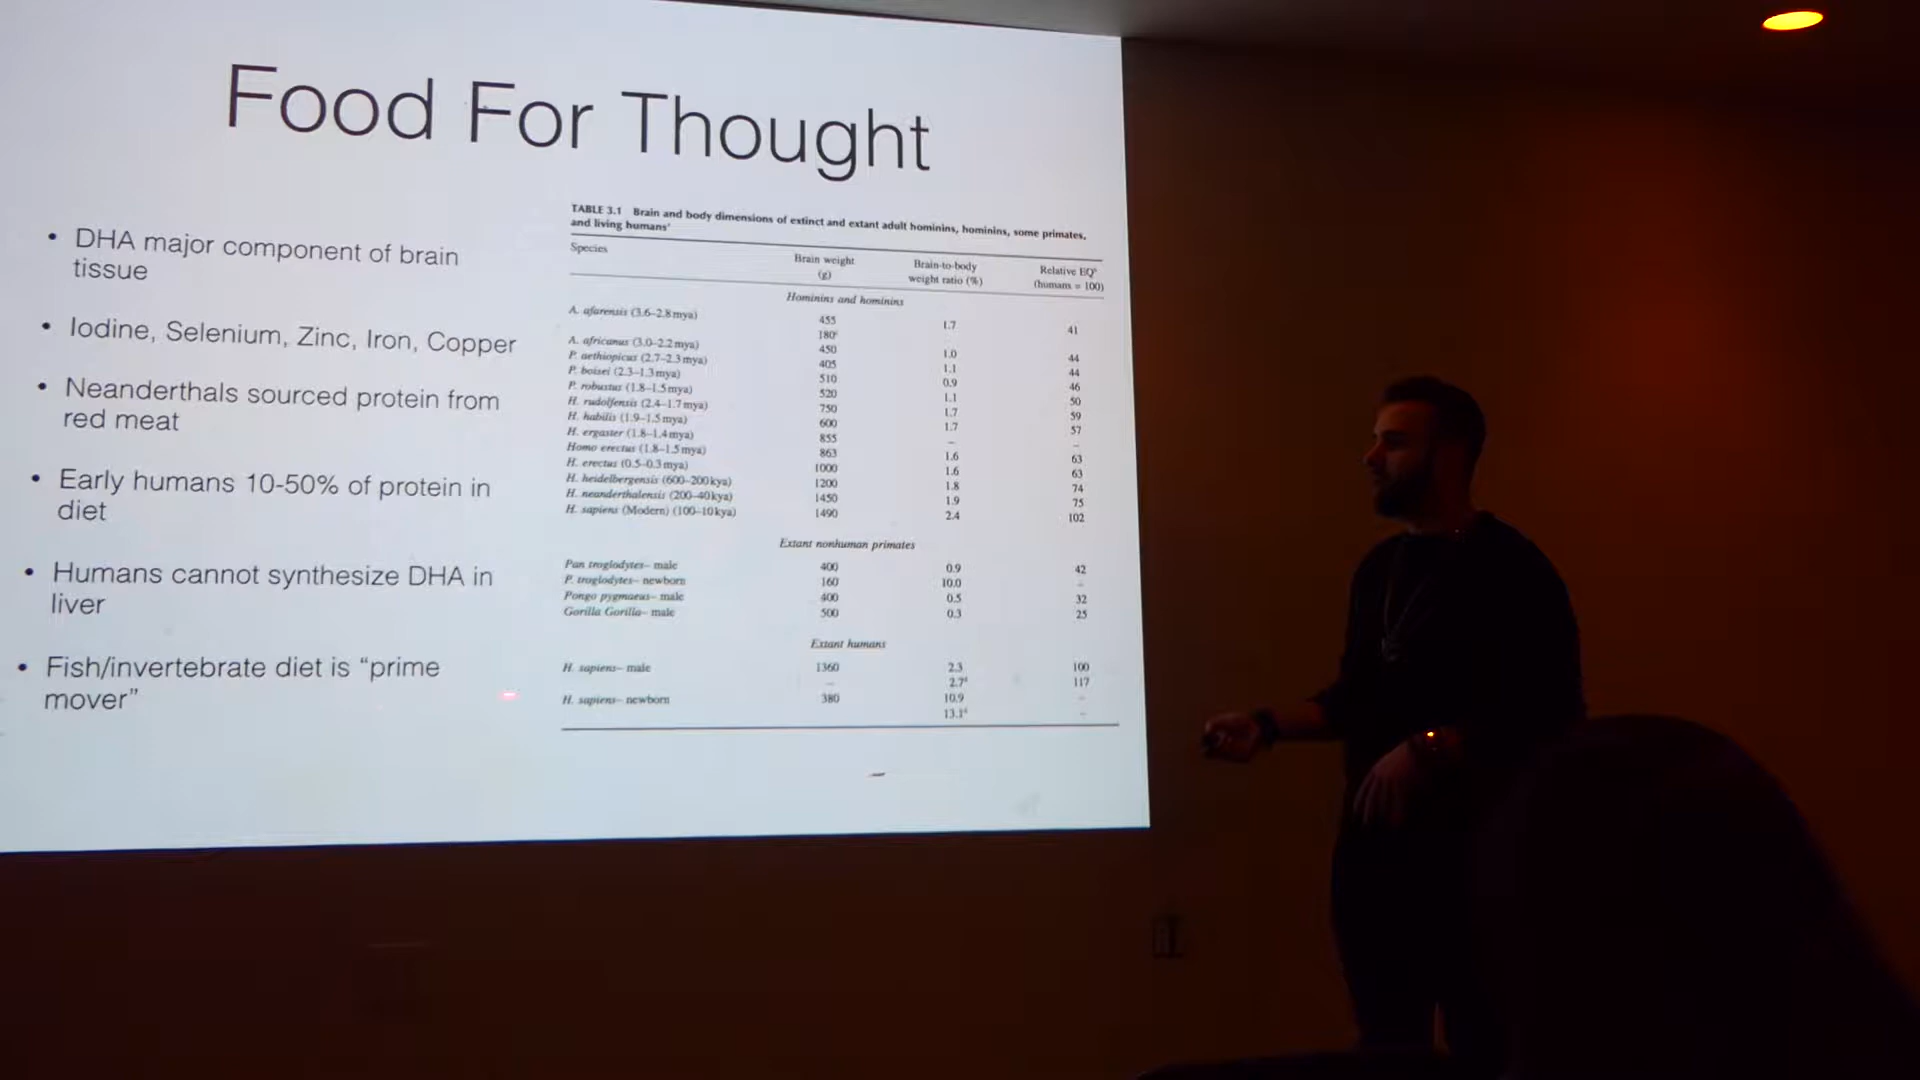 Food For Thought
• DHA major component of brain
tissue
• Iodine, Selenium, Zinc, Iron, Copper
• Neanderthals sourced protein from
red meat
• Early humans 10-50% of protein in
diet
• Humans cannot synthesize DHA in
liver
• Fish/invertebrate diet is “prime
mover”
TABLE 3.1 Brain and body dimensions of extinct and extant adult hominins, hominins, some primates,
and living humans
Species Brain weight (g) Brain-to-body weight ratio (%) Relative EQ (humans = 100)
Hominins and hominins
A. afarensis (3.6–2.8 mya) 455 1.7 41
180
A. africanus (3.0–2.2 mya) 450 1.0 44
P. aethiopicus (2.7–2.3 mya) 405 1.1 44
P. boisei (2.3–1.3 mya) 510 0.9 46
P. robustus (1.8–1.5 mya) 520 1.1 50
H. rudolfensis (2.4–1.7 mya) 750 1.7 59
H. habilis (1.9–1.5 mya) 600 1.7 57
H. ergaster (1.8–1.4 mya) 855 – –
Homo erectus (1.8–1.5 mya) 863 1.6 63
H. erectus (0.5–0.3 mya) 1000 1.6 63
H. heidelbergensis (600–200 kya) 1200 1.8 74
H. neanderthalensis (200–40 kya) 1450 1.9 75
H. sapiens (Modern) (100–10 kya) 1490 2.4 102
Extant nonhuman primates
Pan troglodytes– male 400 0.9 42
P. troglodytes– newborn 160 10.0 –
Pongo pygmaeus– male 400 0.5 32
Gorilla Gorilla– male 500 0.3 25
Extant humans
H. sapiens– male 1360 2.3 100
– 2.7 117
H. sapiens– newborn 380 10.9 –
13.1 –